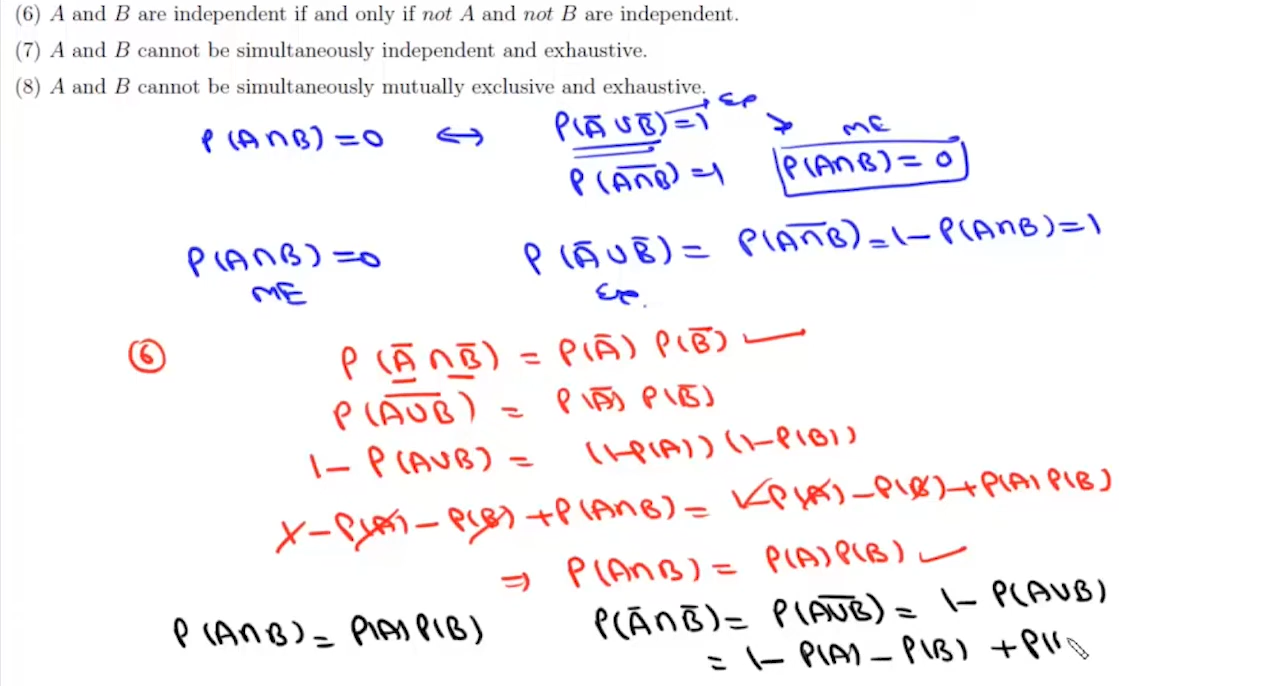 (6) A and B are independent if and only if not A and not B are independent.
(7) A and B cannot be simultaneously independent and exhaustive.
(8) A and B cannot be simultaneously mutually exclusive and exhaustive.
P(A∩B)=0 ↔ P(Ā∪B̅)=1 → Exp → ME
P(A∩B)‾=1 P(A∩B)=0
P(A∩B)=0 P(Ā∪B̅)= P(A∩B)‾=1-P(A∩B)=1
ME Exp.
⑥ P(Ā∩B̅) = P(Ā) P(B̅) ✓
P(A∪B)‾ = P(Ā) P(B̅)
1- P(A∪B) = (1-P(A)) (1-P(B))
1-P(A)-P(B)+P(A∩B)= 1-P(A)-P(B)+P(A)P(B)
⇒ P(A∩B)= P(A)P(B) ✓
P(A∩B)= P(A)P(B) P(Ā∩B̅)= P(A∪B)‾= 1- P(A∪B)
= 1- P(A) - P(B) +P(